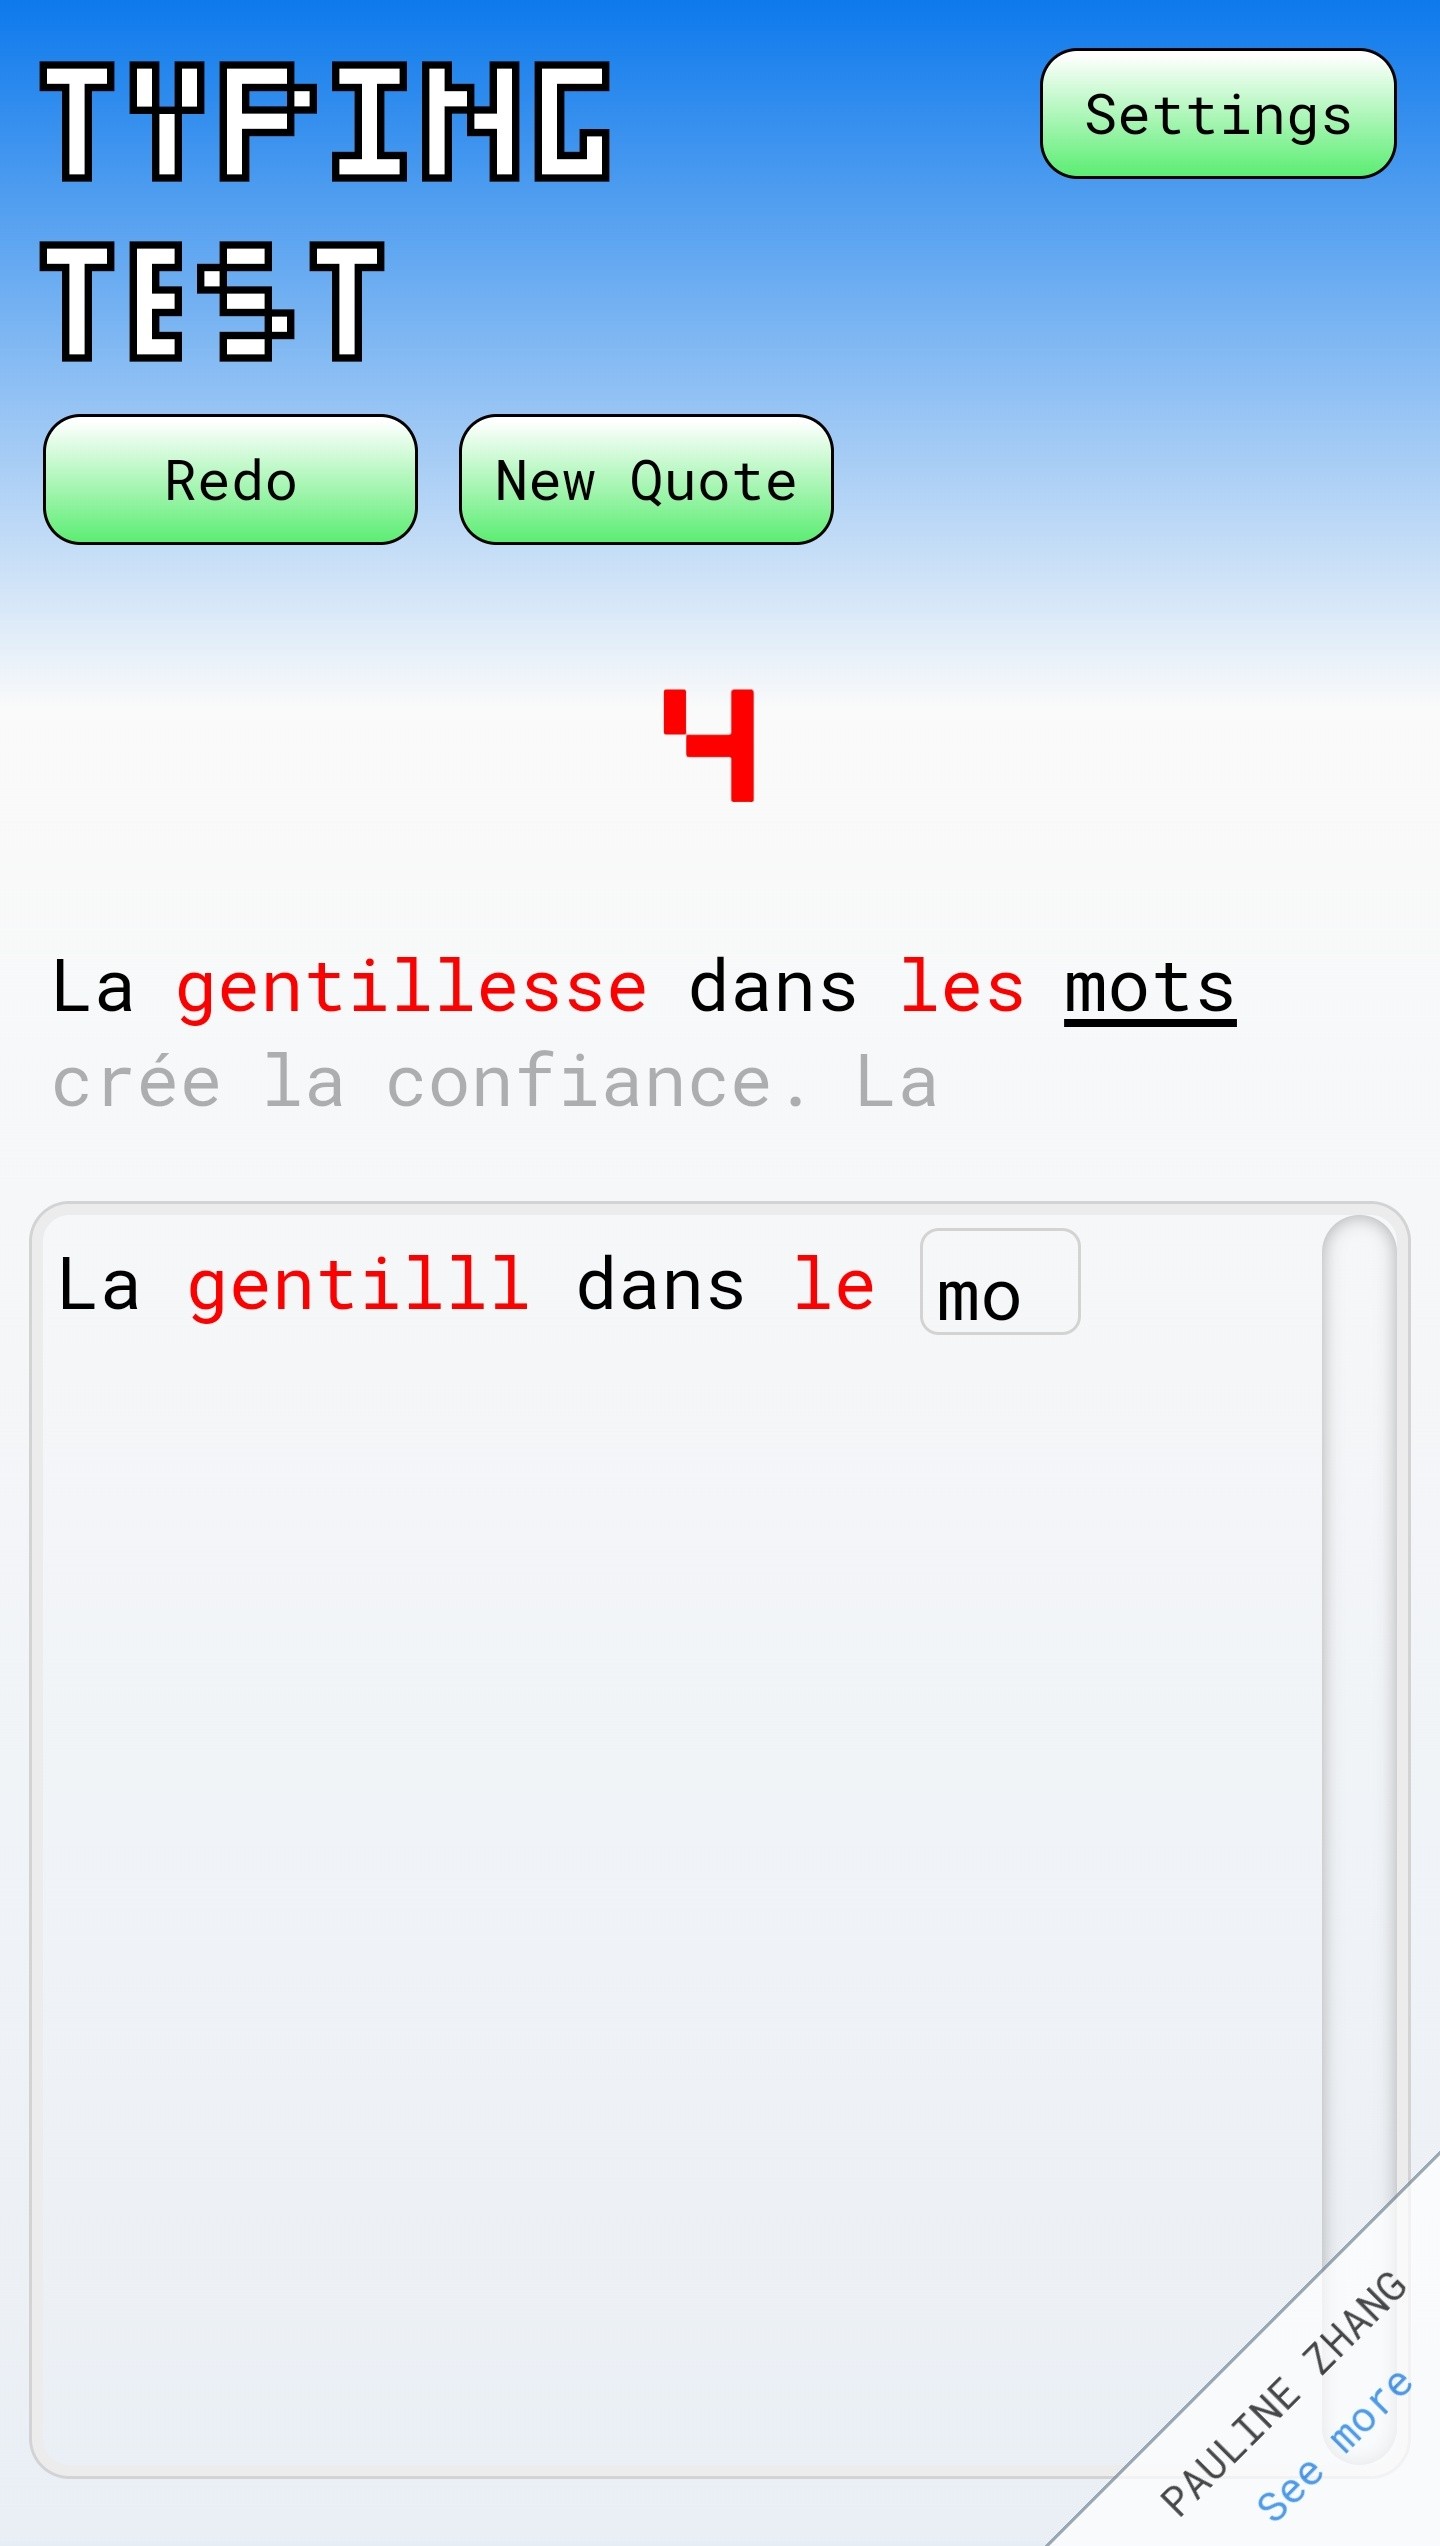 TYPING
TEST
Settings
Redo
New Quote
4
La gentillesse dans les mots
crée la confiance. La
La gentilll dans le mo
PAULINE ZHANG
See more